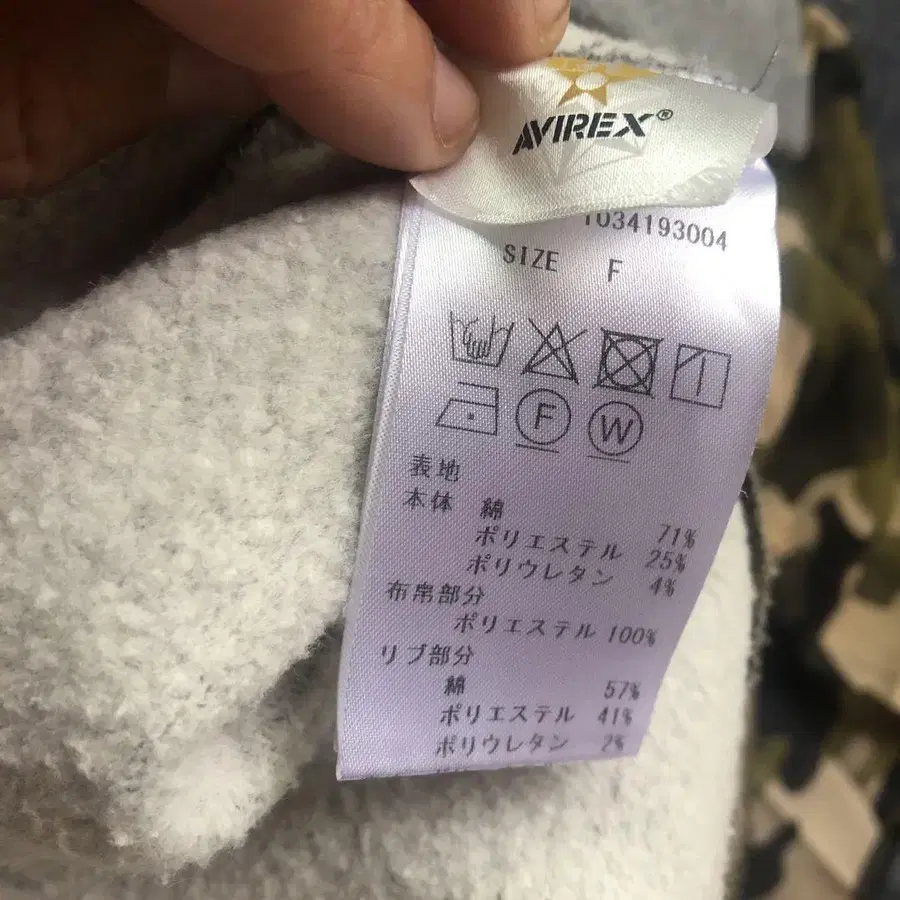 AVIREX®
1034193004
SIZE F
F W
表地
本体 綿 71%
ポリエステル 25%
ポリウレタン 4%
布帛部分
ポリエステル 100%
リブ部分
綿 57%
ポリエステル 41%
ポリウレタン 2%